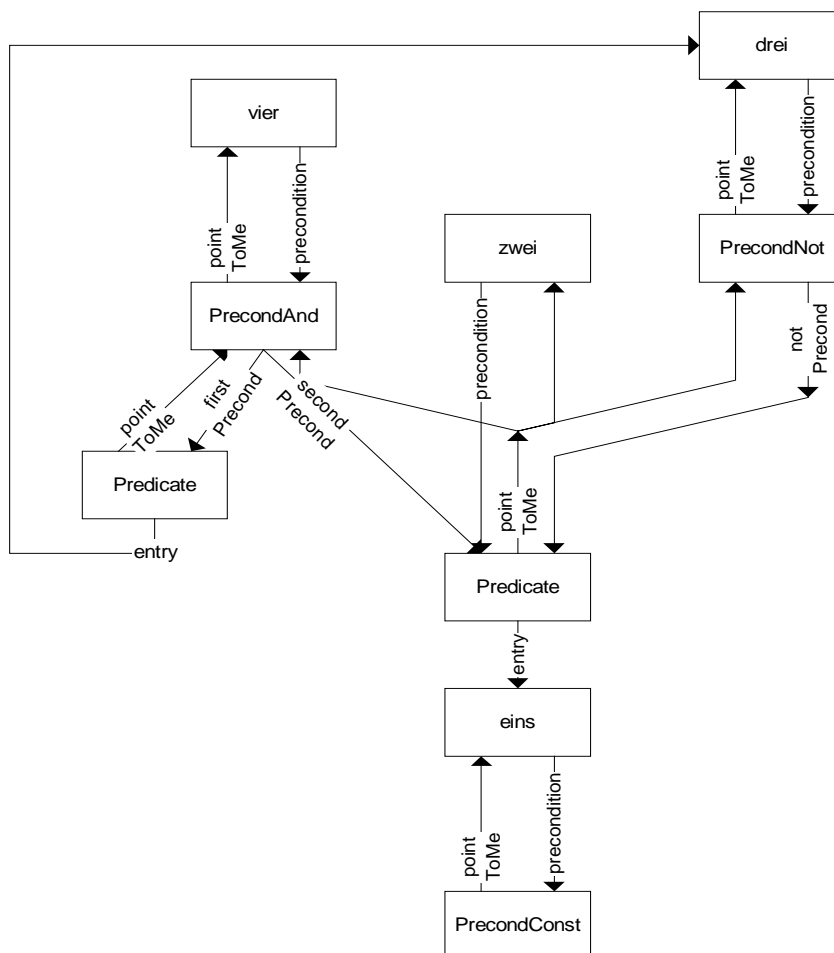 drei
vier
precondition
point
ToMe
precondition
point
ToMe
zwei
PrecondNot
PrecondAnd
precondition
not
Precond
point
ToMe
first
Precond
second
Precond
Predicate
point
ToMe
entry
Predicate
entry
eins
point
ToMe
precondition
PrecondConst